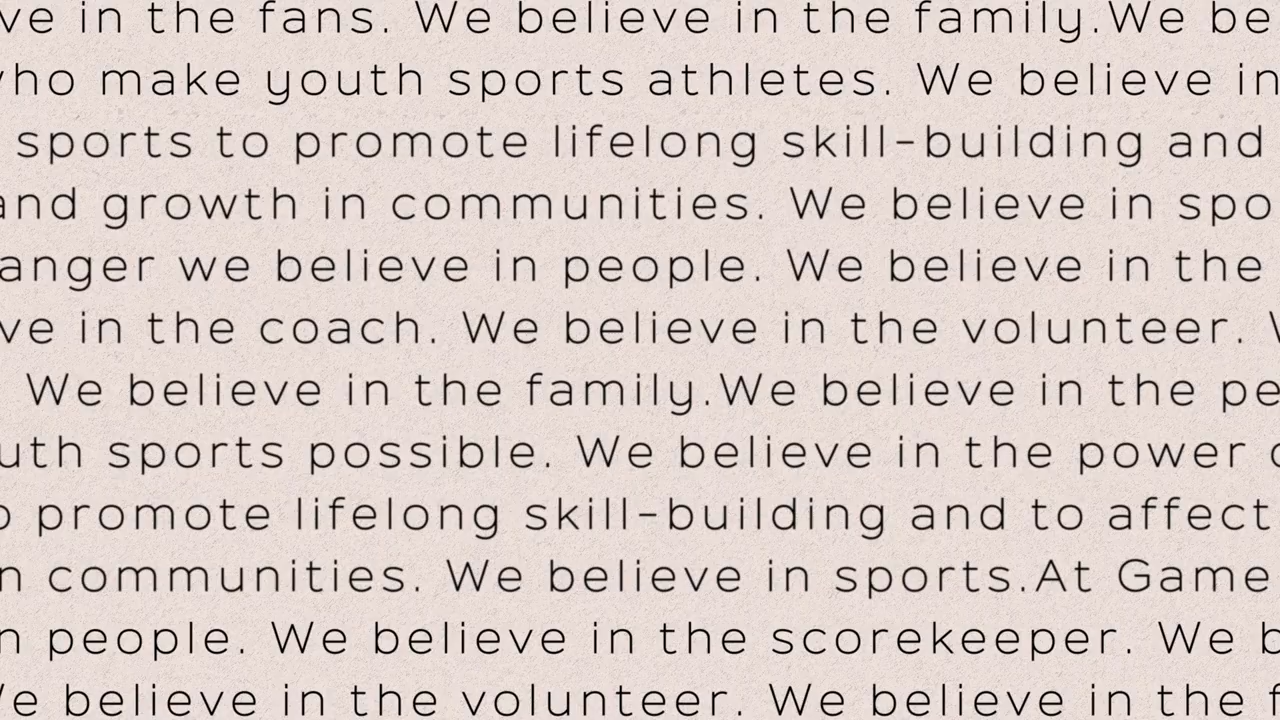 ve in the fans. We believe in the family.We be
who make youth sports athletes. We believe in
sports to promote lifelong skill-building and
and growth in communities. We believe in spo
anger we believe in people. We believe in the
ve in the coach. We believe in the volunteer. W
We believe in the family.We believe in the pe
uth sports possible. We believe in the power o
o promote lifelong skill-building and to affect
n communities. We believe in sports.At Game
n people. We believe in the scorekeeper. We b
We believe in the volunteer. We believe in the f